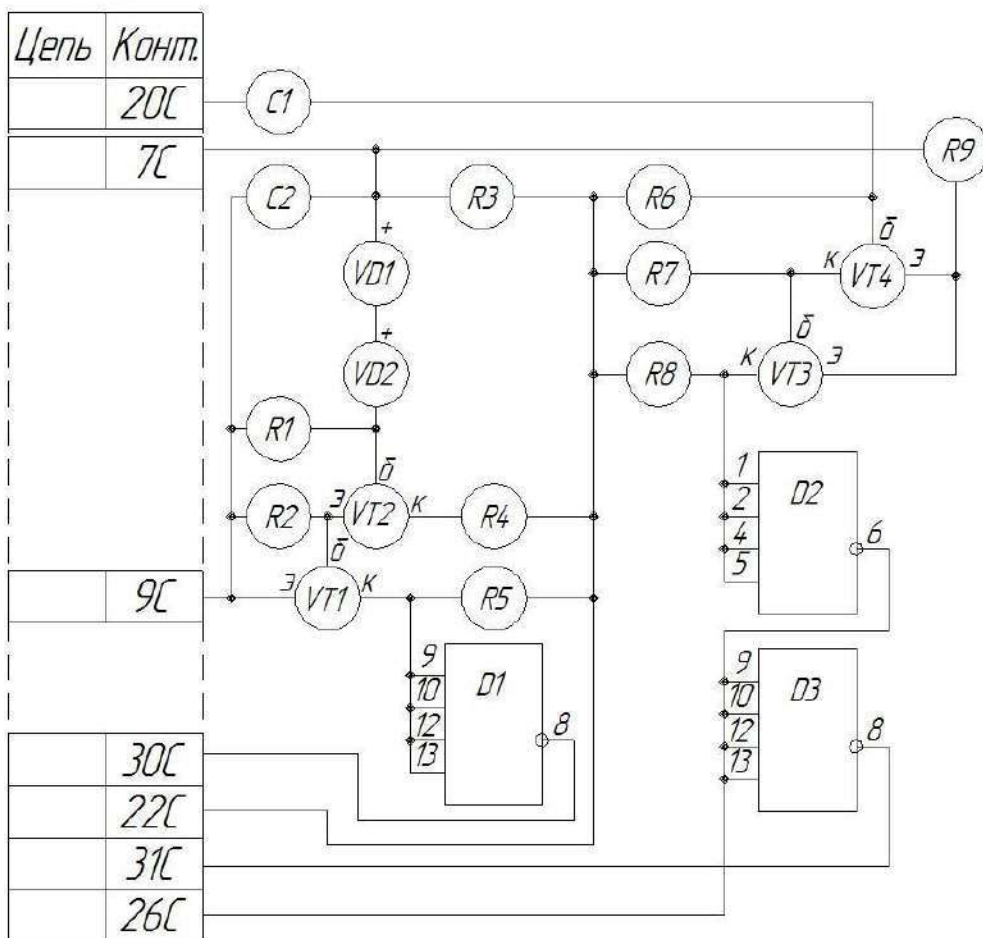 Цепь Конт.
20С C1
7С R9
C2 R3 R6
+ б
VD1 R7 К VT4 Э
+ б
VD2 R8 К VT3 Э
R1
б 1 D2
R2 Э VT2 К R4 2
б 4 6
5
9С Э VT1 К R5
9 D1 9 D3
10 10
12 8 12 8
13 13
30С
22С
31С
26С